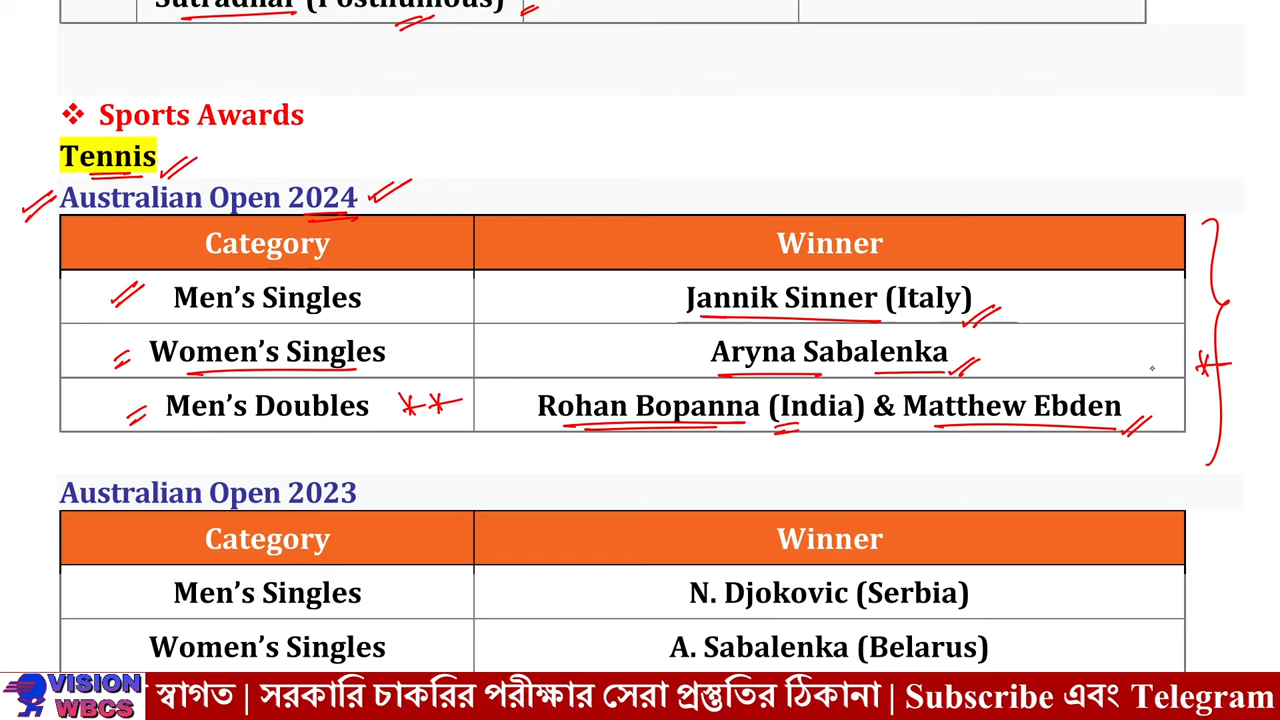 Sutradhar (Posthumous)
❖ Sports Awards
Tennis
Australian Open 2024
Category Winner
Men’s Singles Jannik Sinner (Italy)
Women’s Singles Aryna Sabalenka
Men’s Doubles Rohan Bopanna (India) & Matthew Ebden
Australian Open 2023
Category Winner
Men’s Singles N. Djokovic (Serbia)
Women’s Singles A. Sabalenka (Belarus)
VISION WBCS
স্বাগত | সরকারি চাকরির পরীক্ষার সেরা প্রস্তুতির ঠিকানা | Subscribe এবং Telegram